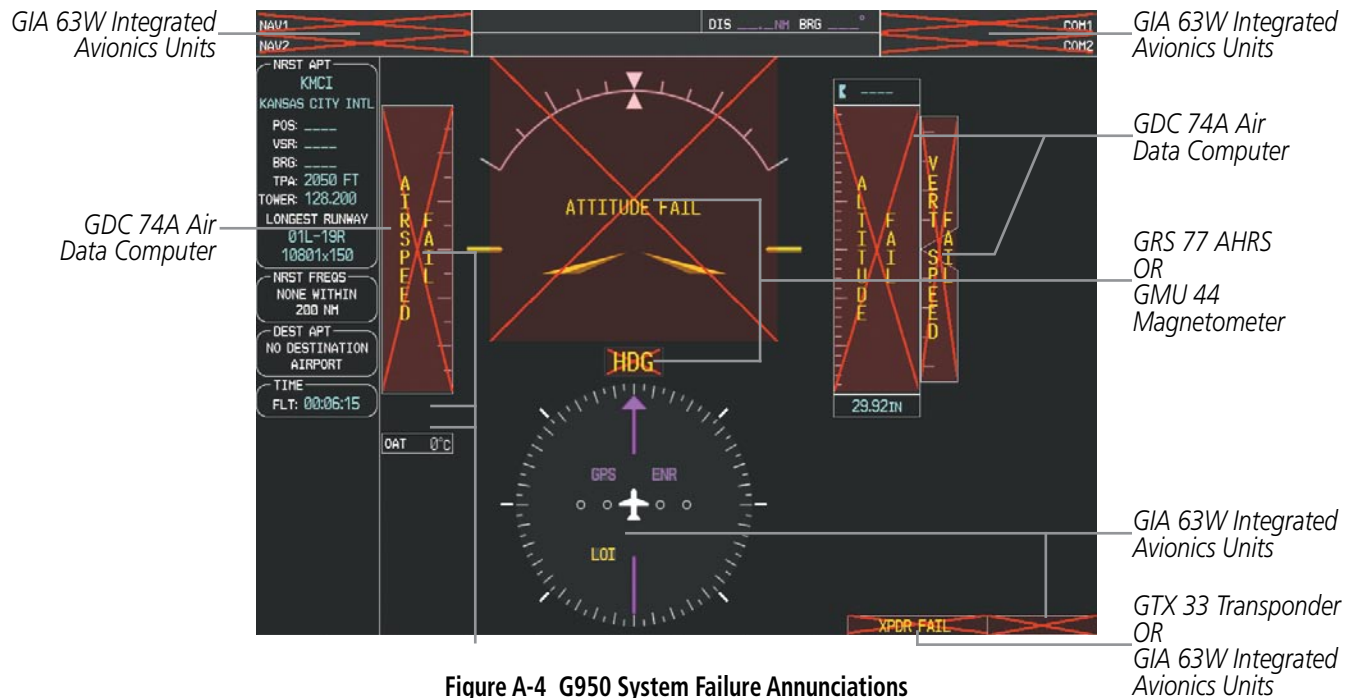 GIA 63W Integrated
Avionics Units
NAV1
NAV2
DIS ___.__NM BRG ____°
COM1
COM2
GIA 63W Integrated
Avionics Units
NRST APT
KMCI
KANSAS CITY INTL
POS: ____
VSR: ____
BRG: ____
TPA: 2050 FT
TOWER: 128.200
LONGEST RUNWAY
01L-19R
10801x150
NRST FREQS
NONE WITHIN
200 NM
DEST APT
NO DESTINATION
AIRPORT
TIME
FLT: 00:06:15
GDC 74A Air
Data Computer
AIRSPEED
FAIL
OAT 0°C
ATTITUDE FAIL
HDG
GPS ENR
LOI
----
ALTITUDE
FAIL
29.92IN
VERT SPEED
FAIL
XPDR FAIL
GDC 74A Air
Data Computer
GRS 77 AHRS
OR
GMU 44
Magnetometer
GIA 63W Integrated
Avionics Units
GTX 33 Transponder
OR
GIA 63W Integrated
Avionics Units
Figure A-4 G950 System Failure Annunciations